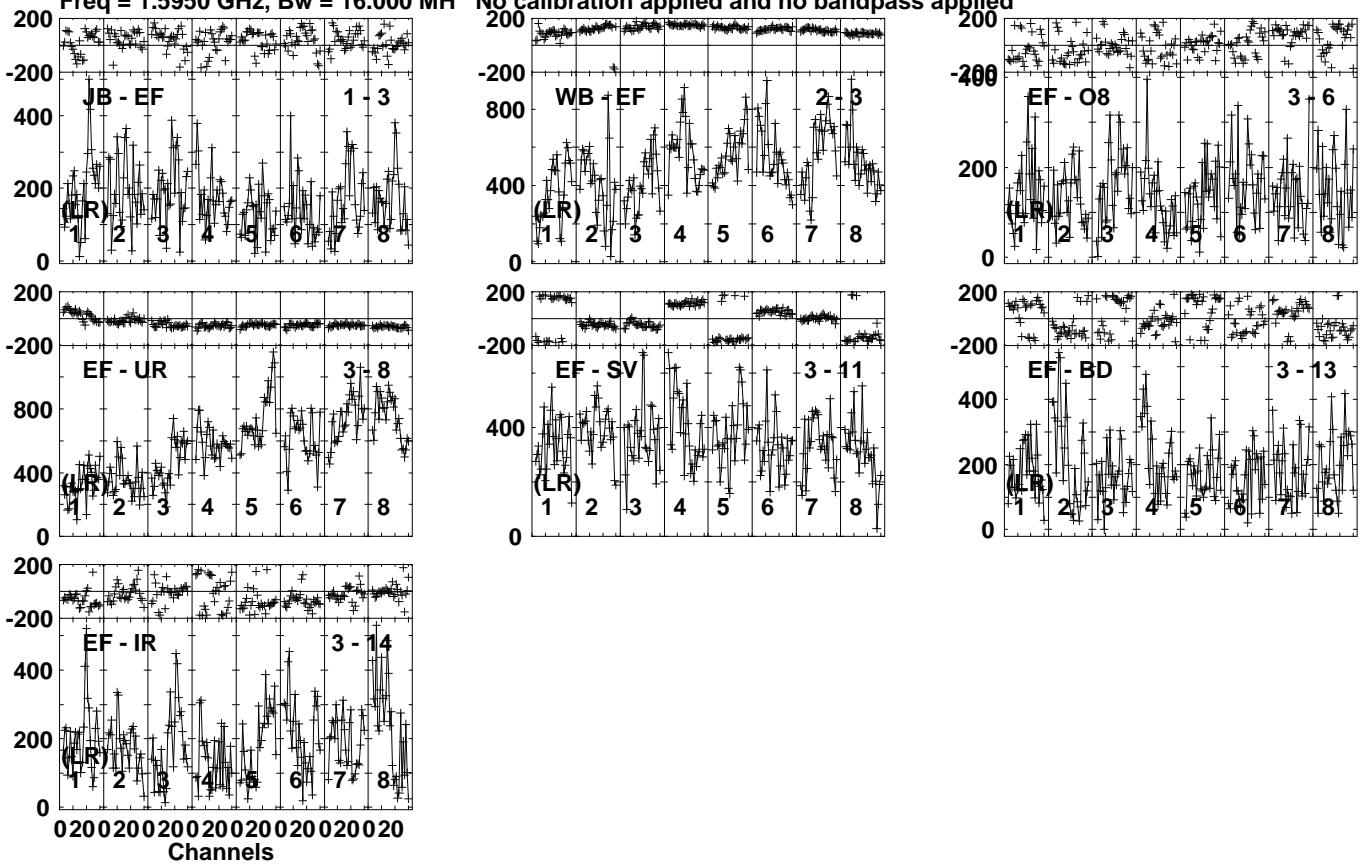 Freq = 1.5950 GHz, Bw = 16.000 MH No calibration applied and no bandpass applied
200
-200
JB - EF 1 - 3
400
200
0
(LR)
1 2 3 4 5 6 7 8
200
-200
WB - EF 2 - 3
800
400
0
(LR)
1 2 3 4 5 6 7 8
200
-200
400
EF - O8 3 - 6
200
0
(LR)
1 2 3 4 5 6 7 8
200
-200
EF - UR 3 - 8
800
400
0
(LR)
1 2 3 4 5 6 7 8
200
-200
EF - SV 3 - 11
400
0
(LR)
1 2 3 4 5 6 7 8
200
-200
EF - BD 3 - 13
400
200
0
(LR)
1 2 3 4 5 6 7 8
200
-200
EF - IR 3 - 14
400
200
0
(LR)
1 2 3 4 5 6 7 8
0 20 0 20 0 20 0 20 0 20 0 20 0 20 0 20
Channels